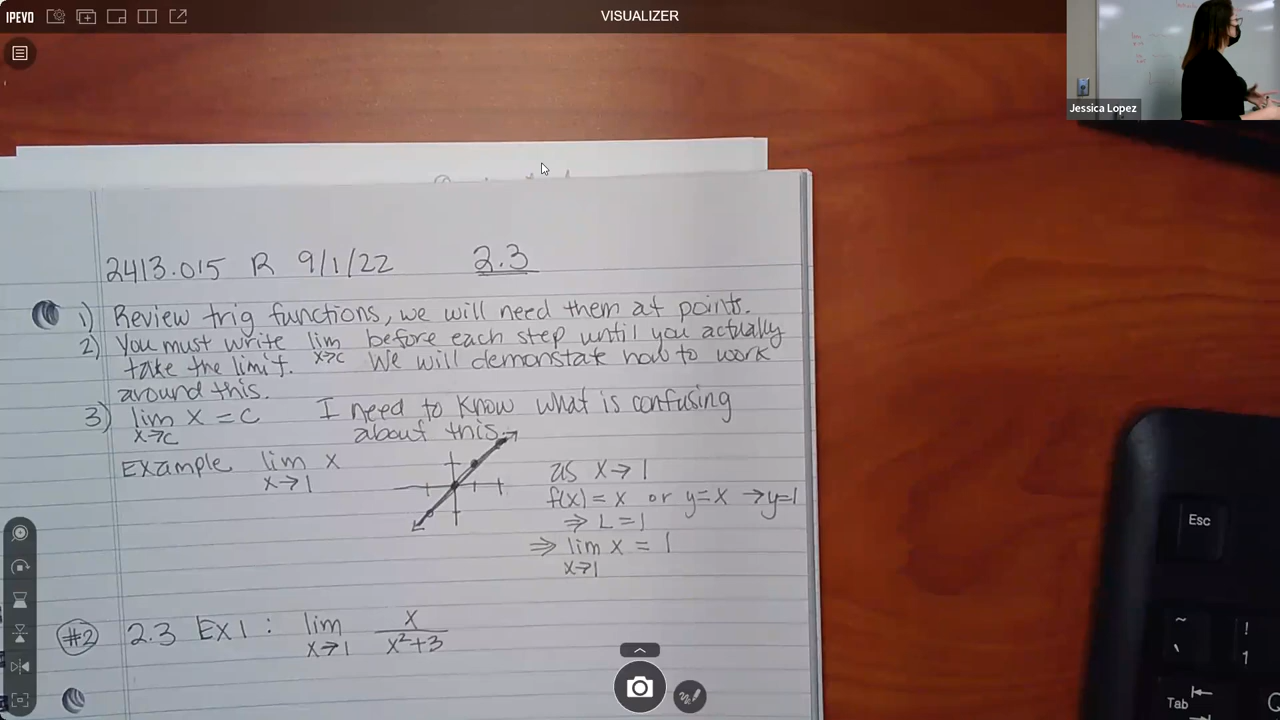 IPEVO
VISUALIZER
Jessica Lopez
2413.015 R 9/1/22 2.3
1) Review trig functions, we will need them at points.
2) You must write lim x→c before each step until you actually
take the limit. We will demonstate how to work
around this.
3) lim x→c x = c I need to know what is confusing
about this.
Example lim x→1 x
as x→1
f(x) = x or y=x →y=1
⇒ L=1
⇒ lim x→1 x = 1
#2 2.3 EX1: lim x→1 x/x²+3
Esc
~
`
!
1
Tab
Q